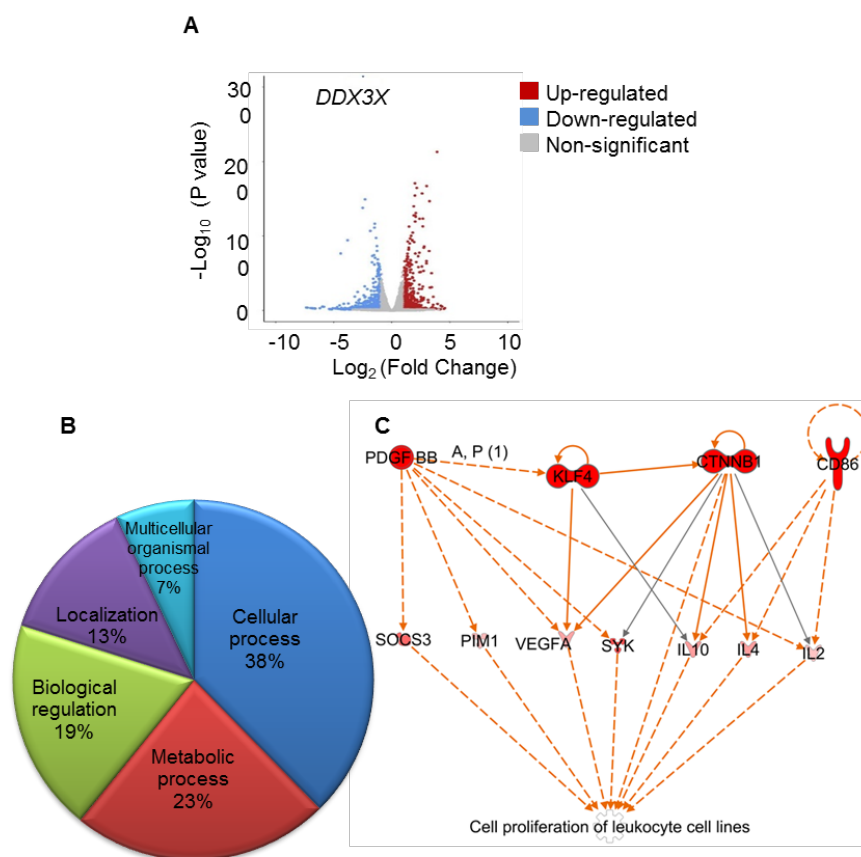 A
DDX3X
30
0
20
0
10
0
0
-Log10 (P value)
-10 -5 0 5 10
Log2 (Fold Change)
Up-regulated
Down-regulated
Non-significant
B
Multicellular
organismal
process
7%
Localization
13%
Cellular
process
38%
Biological
regulation
19%
Metabolic
process
23%
C
PDGF BB
A, P (1)
KLF4
CTNNB1
CD86
SOCS3 PIM1 VEGFA SYK IL10 IL4 IL2
Cell proliferation of leukocyte cell lines